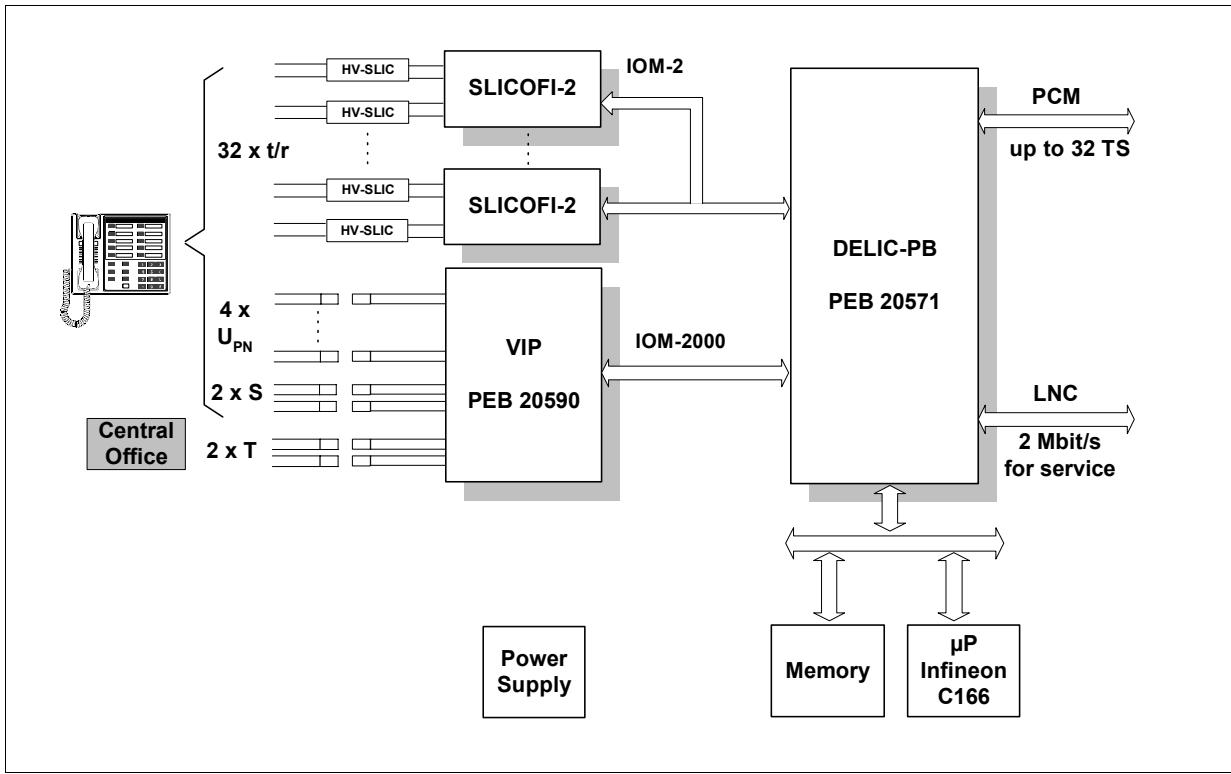 HV-SLIC
HV-SLIC
HV-SLIC
HV-SLIC
SLICOFI-2
SLICOFI-2
IOM-2
32 x t/r
4 x
UPN
2 x S
Central
Office
2 x T
VIP
PEB 20590
IOM-2000
DELIC-PB
PEB 20571
PCM
up to 32 TS
LNC
2 Mbit/s
for service
Power
Supply
Memory
µP
Infineon
C166